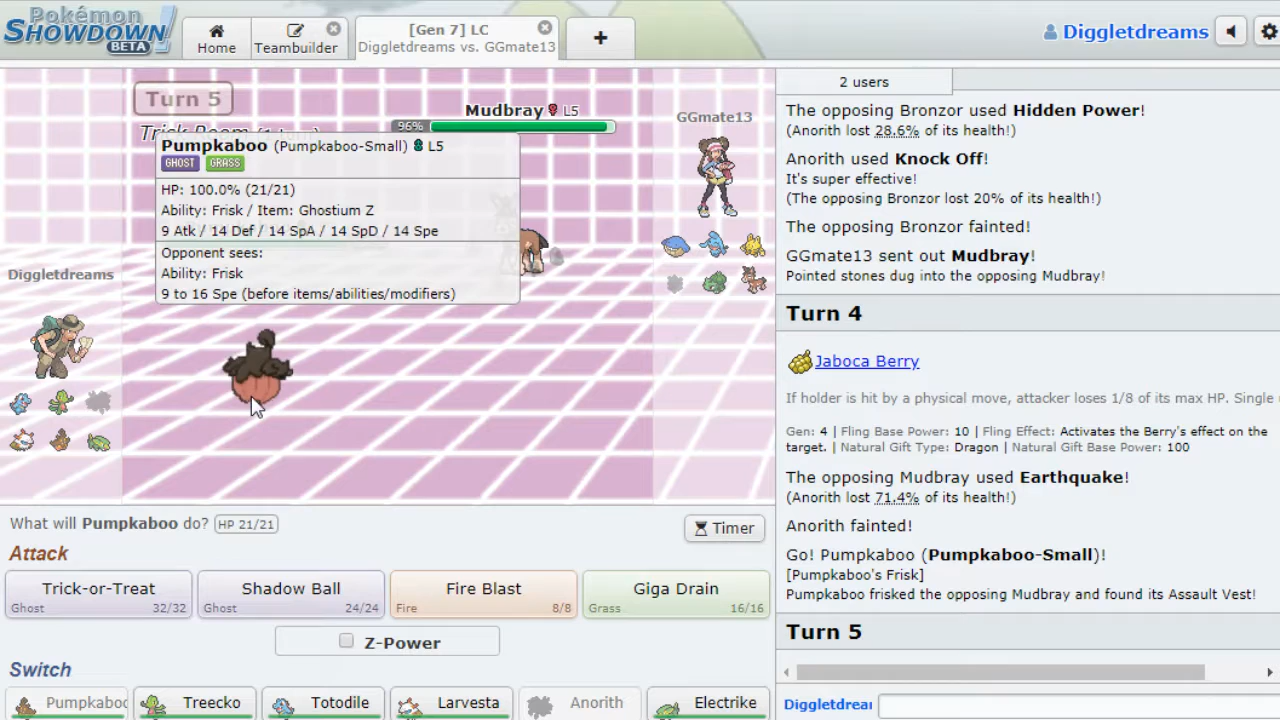 Pokémon
SHOWDOWN!
BETA
Home
Teambuilder
[Gen 7] LC
Diggletdreams vs. GGmate13
+
Diggletdreams
Turn 5
Mudbray L5
96%
Trick Room (1 turn)
Pumpkaboo (Pumpkaboo-Small) L5
GHOST GRASS
HP: 100.0% (21/21)
Ability: Frisk / Item: Ghostium Z
9 Atk / 14 Def / 14 SpA / 14 SpD / 14 Spe
Opponent sees:
Ability: Frisk
9 to 16 Spe (before items/abilities/modifiers)
Diggletdreams
GGmate13
What will Pumpkaboo do? HP 21/21
Timer
Attack
Trick-or-Treat
Ghost 32/32
Shadow Ball
Ghost 24/24
Fire Blast
Fire 8/8
Giga Drain
Grass 16/16
Z-Power
Switch
Pumpkaboo
Treecko
Totodile
Larvesta
Anorith
Electrike
2 users
The opposing Bronzor used Hidden Power!
(Anorith lost 28.6% of its health!)
Anorith used Knock Off!
It's super effective!
(The opposing Bronzor lost 20% of its health!)
The opposing Bronzor fainted!
GGmate13 sent out Mudbray!
Pointed stones dug into the opposing Mudbray!
Turn 4
Jaboca Berry
If holder is hit by a physical move, attacker loses 1/8 of its max HP. Single
Gen: 4 | Fling Base Power: 10 | Fling Effect: Activates the Berry's effect on the
target. | Natural Gift Type: Dragon | Natural Gift Base Power: 100
The opposing Mudbray used Earthquake!
(Anorith lost 71.4% of its health!)
Anorith fainted!
Go! Pumpkaboo (Pumpkaboo-Small)!
[Pumpkaboo's Frisk]
Pumpkaboo frisked the opposing Mudbray and found its Assault Vest!
Turn 5
Diggletdrea